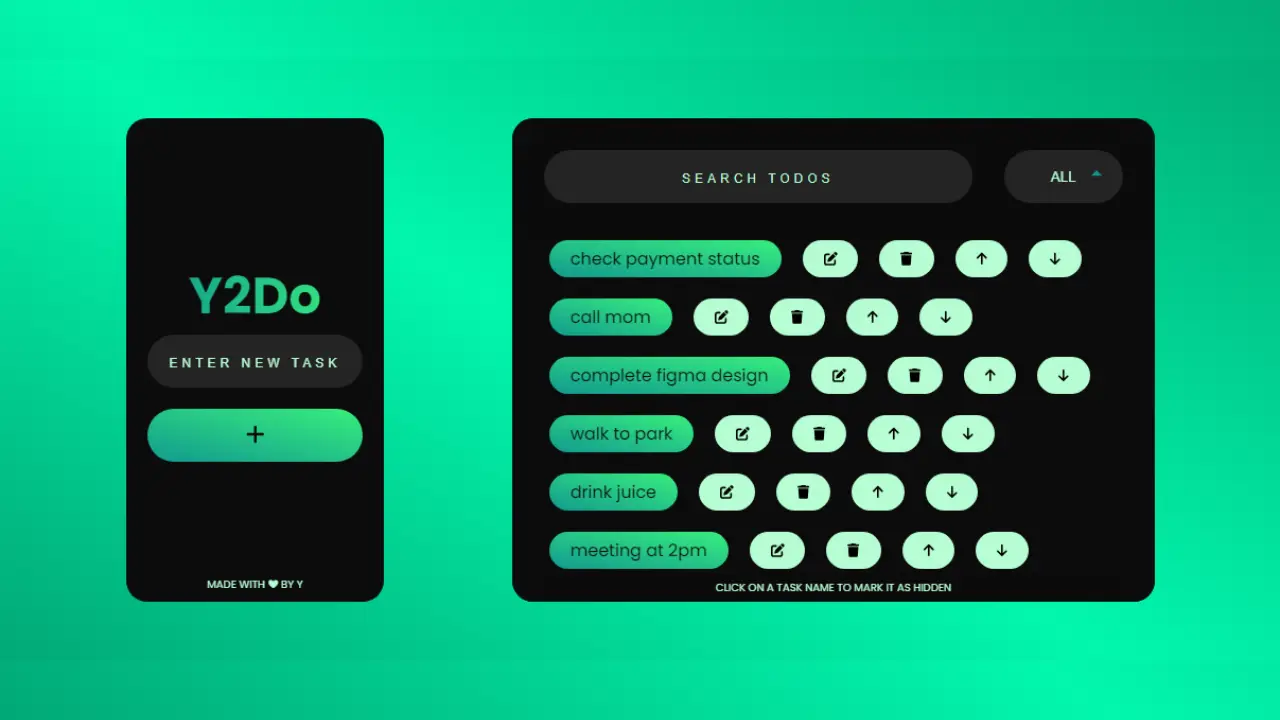 Y2Do
ENTER NEW TASK
+
MADE WITH ♥ BY Y
SEARCH TODOS
ALL
check payment status
call mom
complete figma design
walk to park
drink juice
meeting at 2pm
CLICK ON A TASK NAME TO MARK IT AS HIDDEN